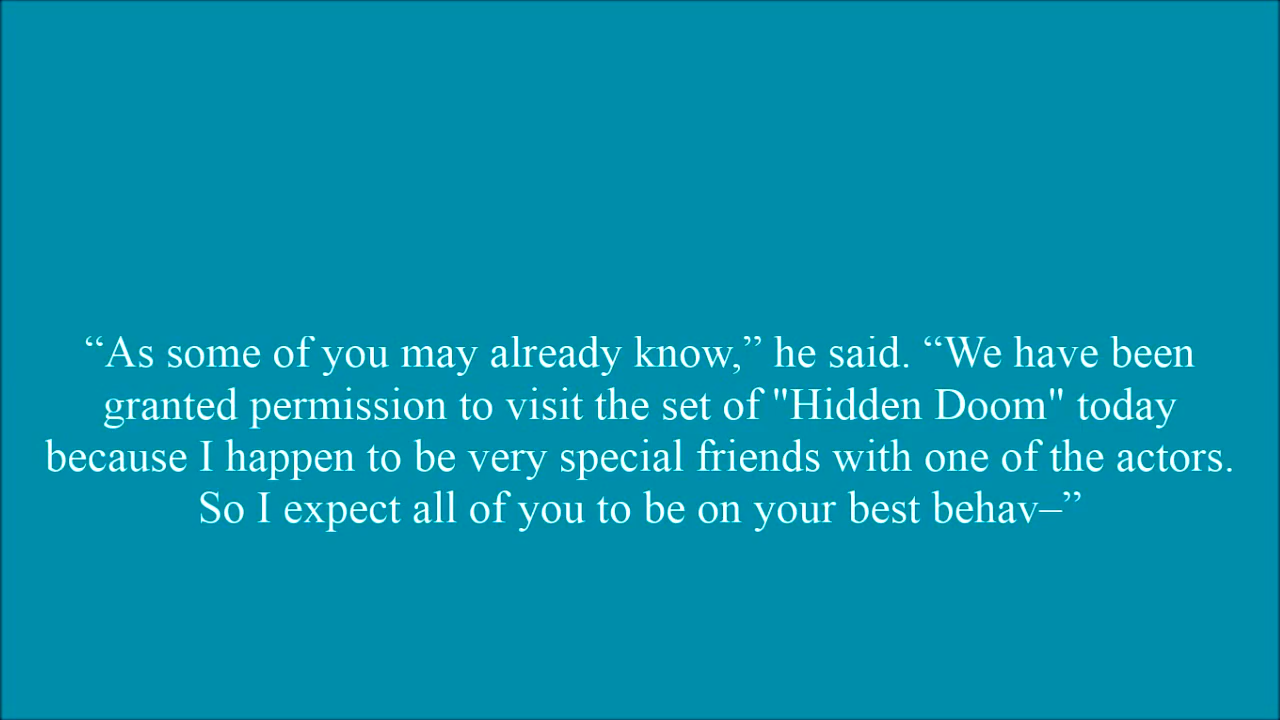 “As some of you may already know,” he said. “We have been
granted permission to visit the set of "Hidden Doom" today
because I happen to be very special friends with one of the actors.
So I expect all of you to be on your best behav–”